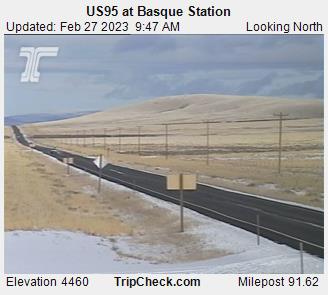 US95 at Basque Station
Updated: Feb 27 2023 9:47 AM Looking North
Elevation 4460 TripCheck.com Milepost 91.62